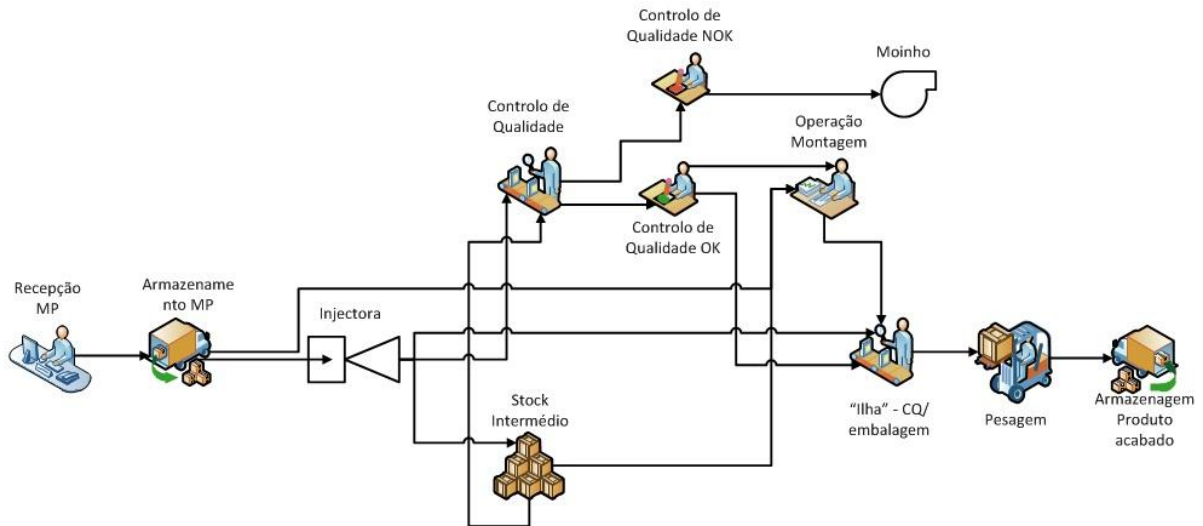 Controlo de
Qualidade NOK
Moinho
Controlo de
Qualidade
Operação
Montagem
Controlo de
Qualidade OK
Recepção
MP
Armazename
nto MP
Injectora
Stock
Intermédio
“Ilha” - CQ/
embalagem
Pesagem
Armazenagem
Produto
acabado